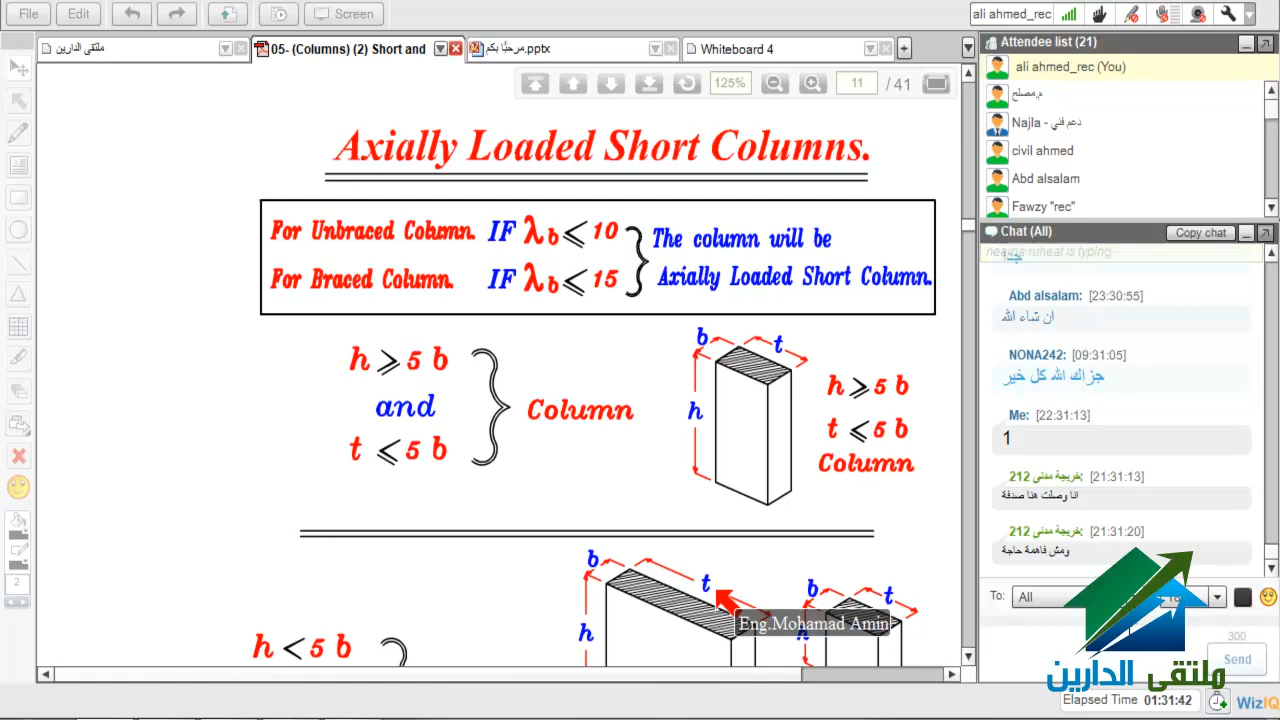 File
Edit
Screen
ali ahmed_rec
ملتقى الدارين
05- (Columns) (2) Short and
مرحبًا بكم.pptx
Whiteboard 4
125%
11
/ 41
Axially Loaded Short Columns.
For Unbraced Column. IF λb ⩽ 10
For Braced Column. IF λb ⩽ 15
The column will be
Axially Loaded Short Column.
h ⩾ 5 b
and
t ⩽ 5 b
Column
b
t
h
h ⩾ 5 b
t ⩽ 5 b
Column
b
t
h
b
t
h
Eng.Mohamad Amin
h < 5 b
2
Attendee list (21)
ali ahmed_rec (You)
م.مصلح
Najla - دعم فني
civil ahmed
Abd alsalam
Fawzy "rec"
Chat (All)
Copy chat
is typing
جدا
Abd alsalam: [23:30:55]
ان شاء الله
NONA242: [09:31:05]
جزاك الله كل خير
Me: [22:31:13]
1
خريجة مدنى 212: [21:31:13]
انا وصلت هنا صدفة
خريجة مدنى 212: [21:31:20]
ومش فاهمة حاجة
To:
All
300
Send
ملتقى الدارين
Elapsed Time 01:31:42
WizIQ